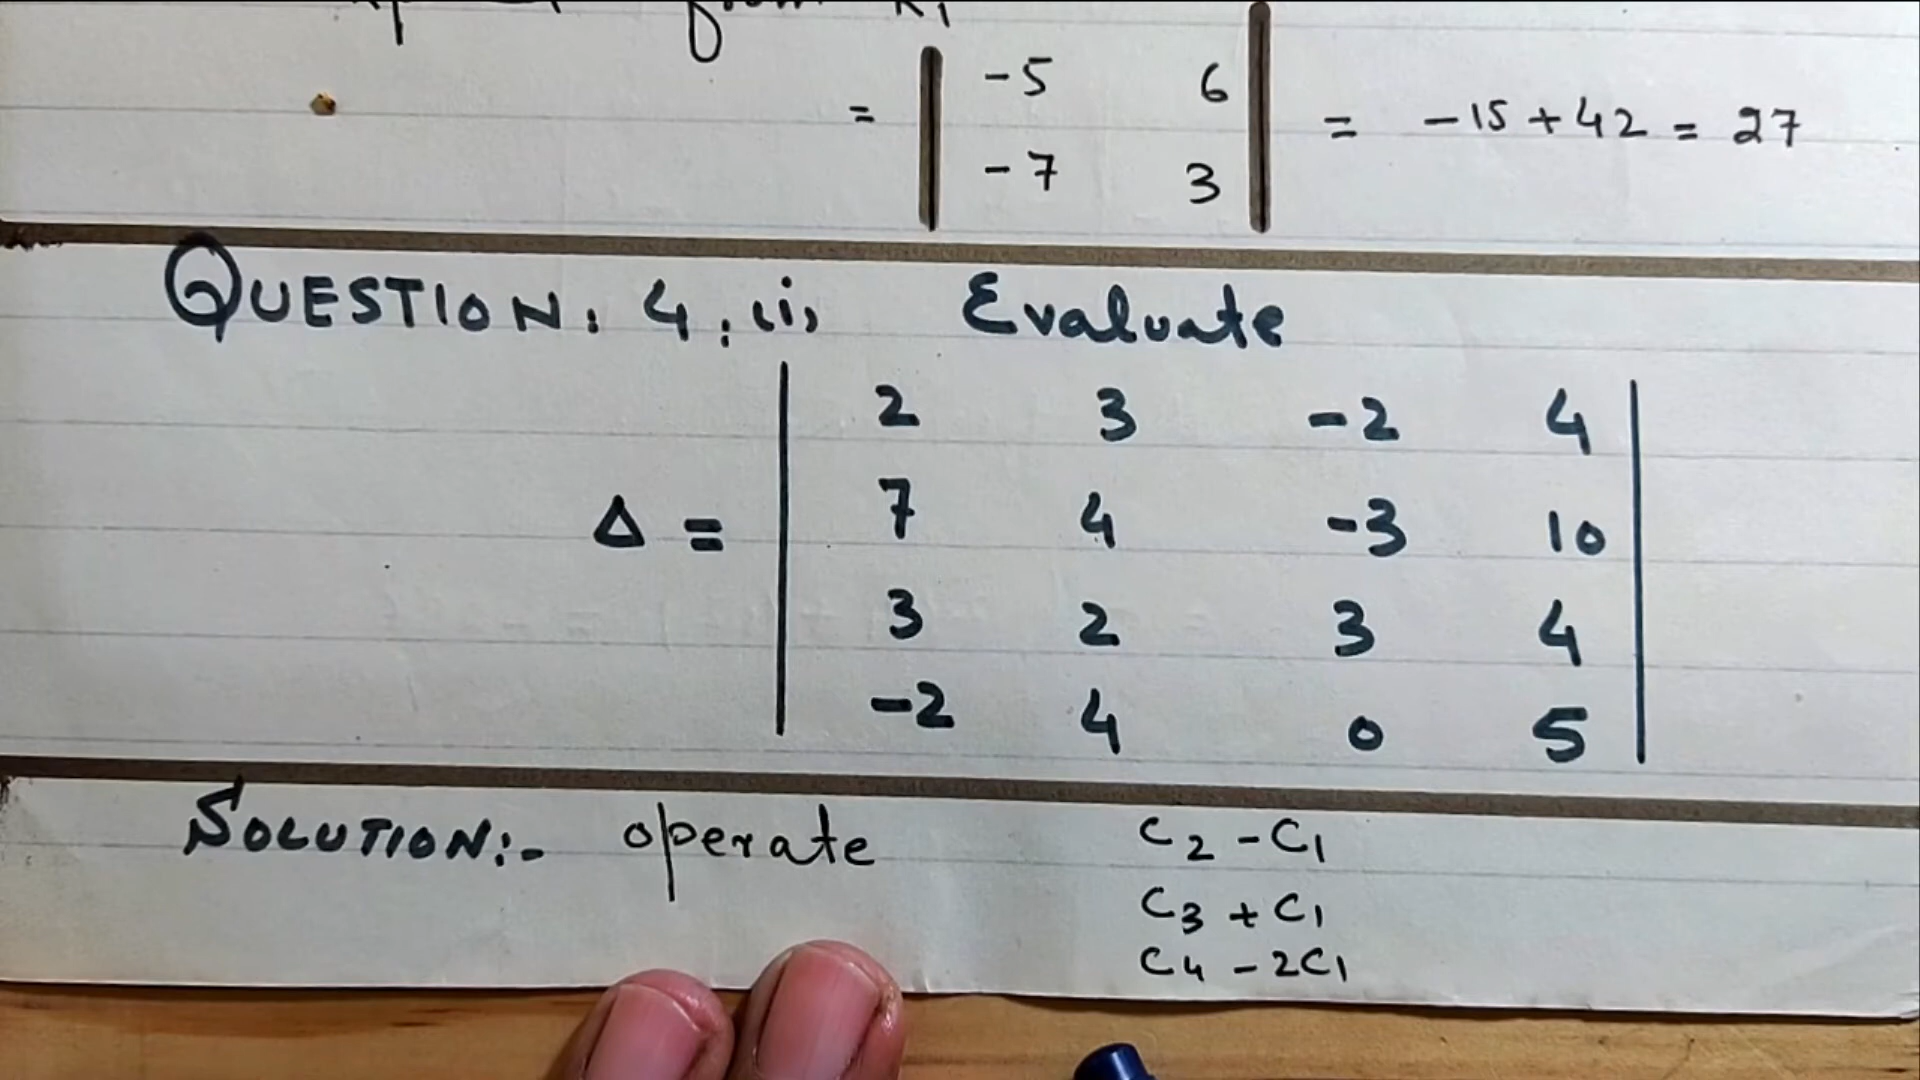 = | -5 6 | = -15 + 42 = 27
| -7 3 |
QUESTION: 4. (i) Evaluate
| 2 3 -2 4 |
Δ = | 7 4 -3 10 |
| 3 2 3 4 |
| -2 4 0 5 |
SOLUTION:- operate C2 - C1
C3 + C1
C4 - 2C1